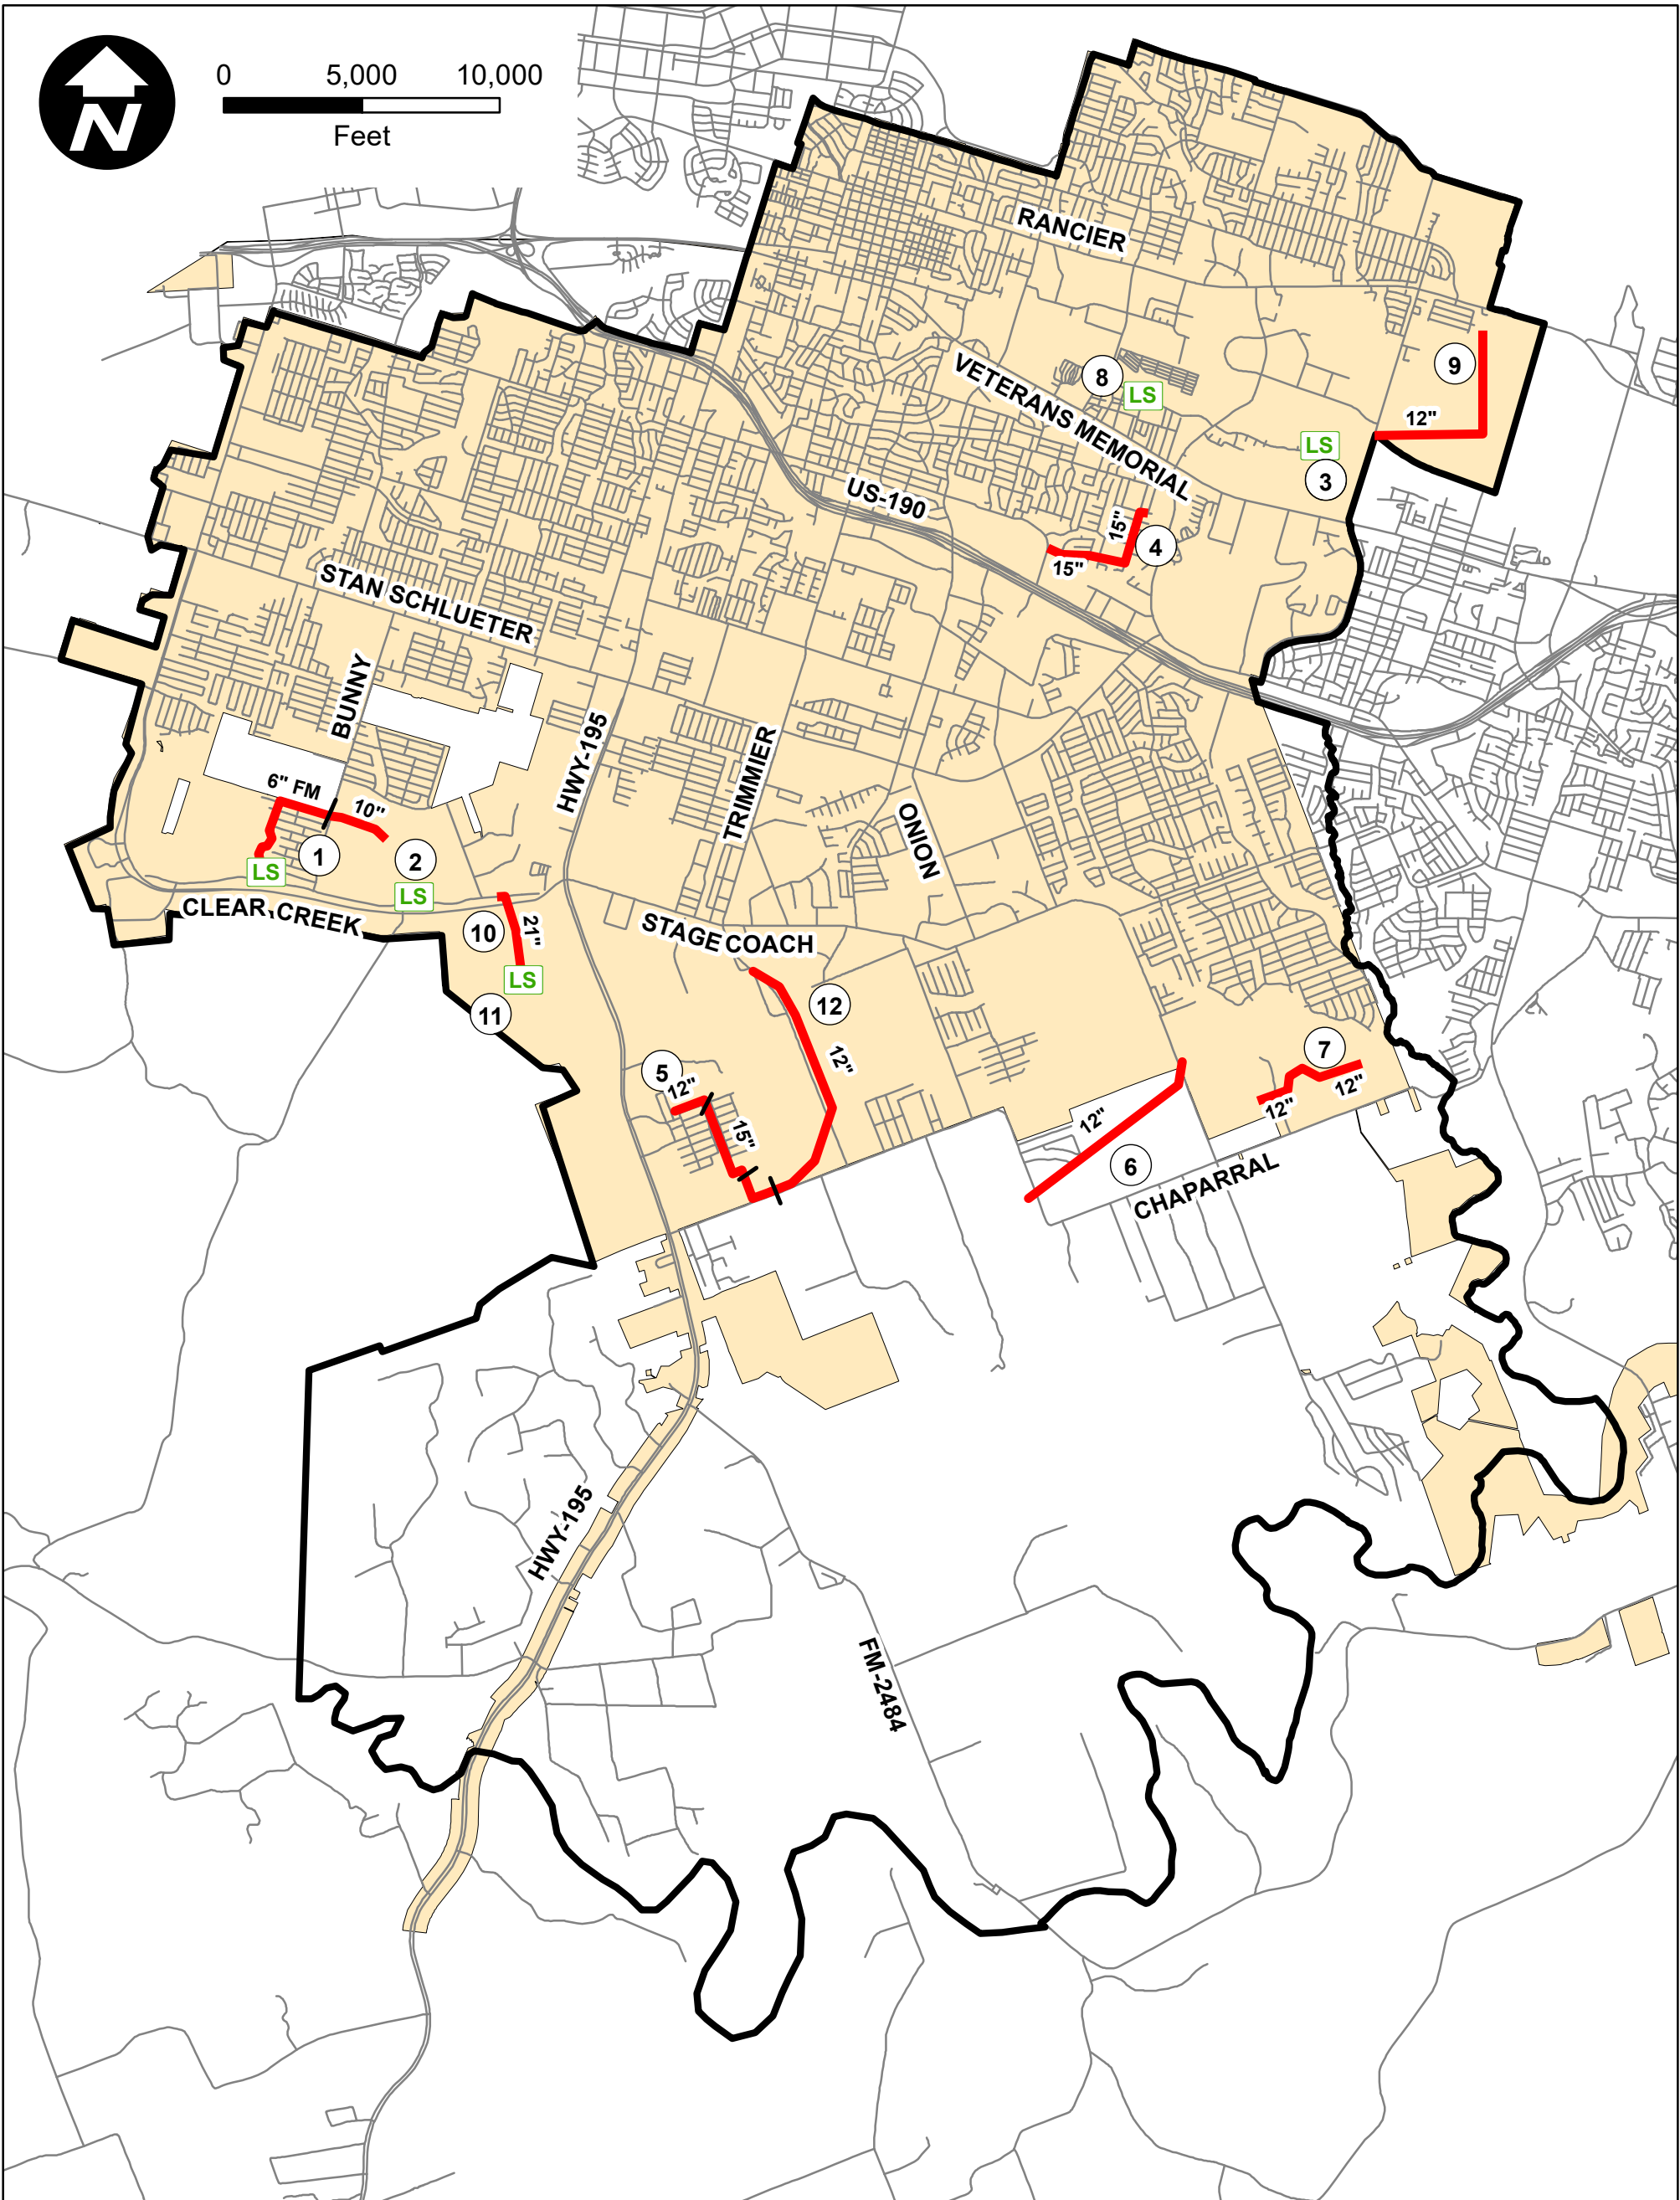 0 5,000 10,000
Feet
N
RANCIER
VETERANS MEMORIAL
8
LS
9
12"
LS
3
US-190
15"
4
15"
STAN SCHLUETER
BUNNY
HWY-195
TRIMMIER
ONION
6" FM
10"
1
2
LS
LS
CLEAR CREEK
10
21"
LS
11
STAGE COACH
12
12"
5
12"
15"
7
12"
12"
12"
6
CHAPARRAL
HWY-195
FM-2484